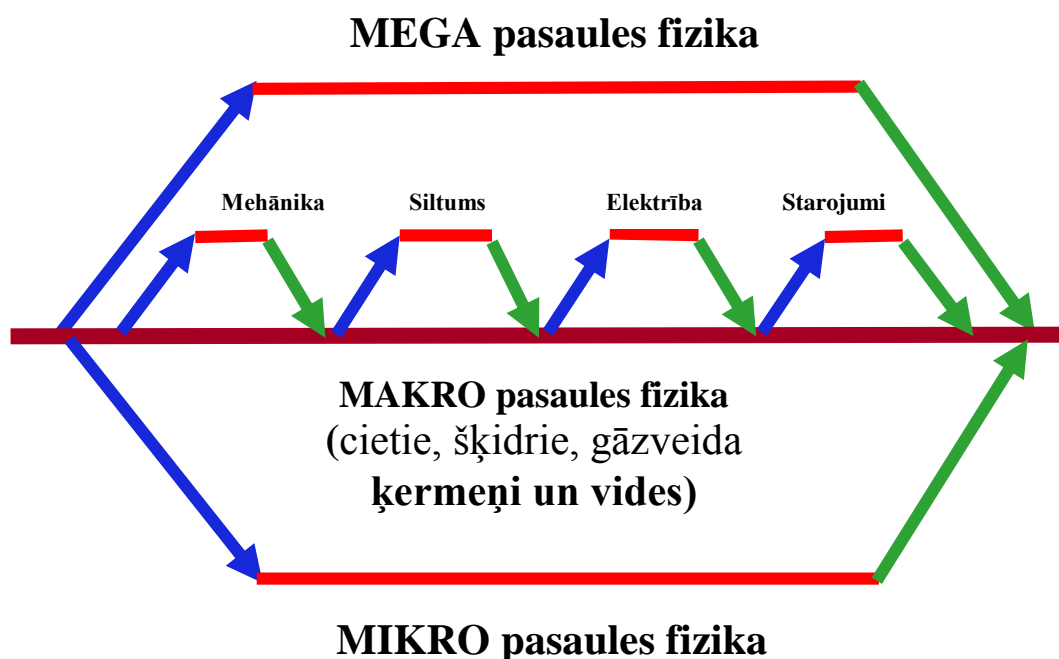 MEGA pasaules fizika
Mehānika
Siltums
Elektrība
Starojumi
MAKRO pasaules fizika
(cietie, šķidrie, gāzveida
ķermeņi un vides)
MIKRO pasaules fizika